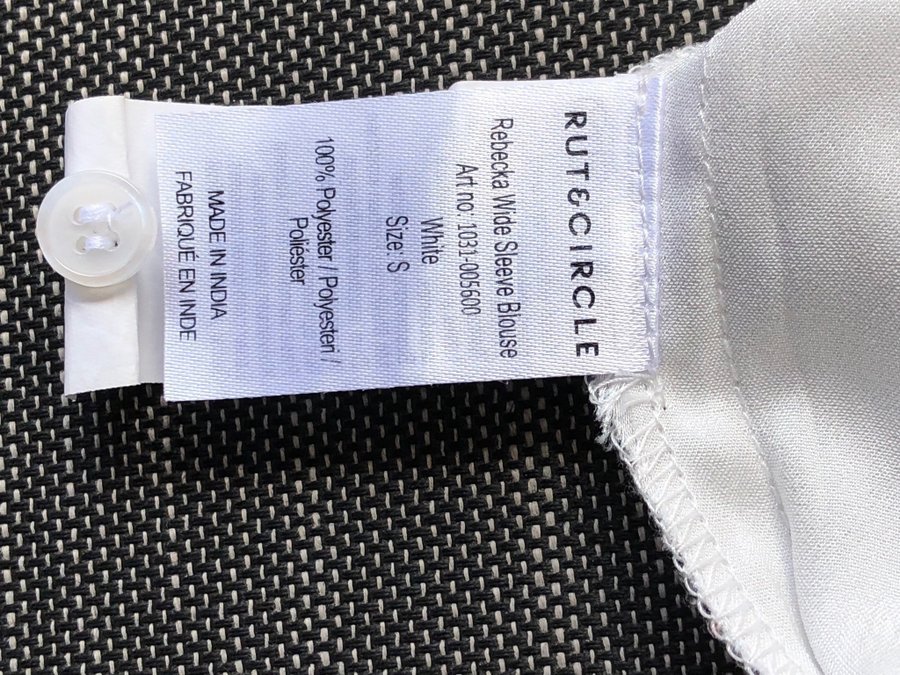 RUT&CIRCLE
Rebecka Wide Sleeve Blouse
Art no: 1031-005600
White
Size: S
100% Polyester / Polyesteri /
Poliéster
MADE IN INDIA
FABRIQUÉ EN INDE